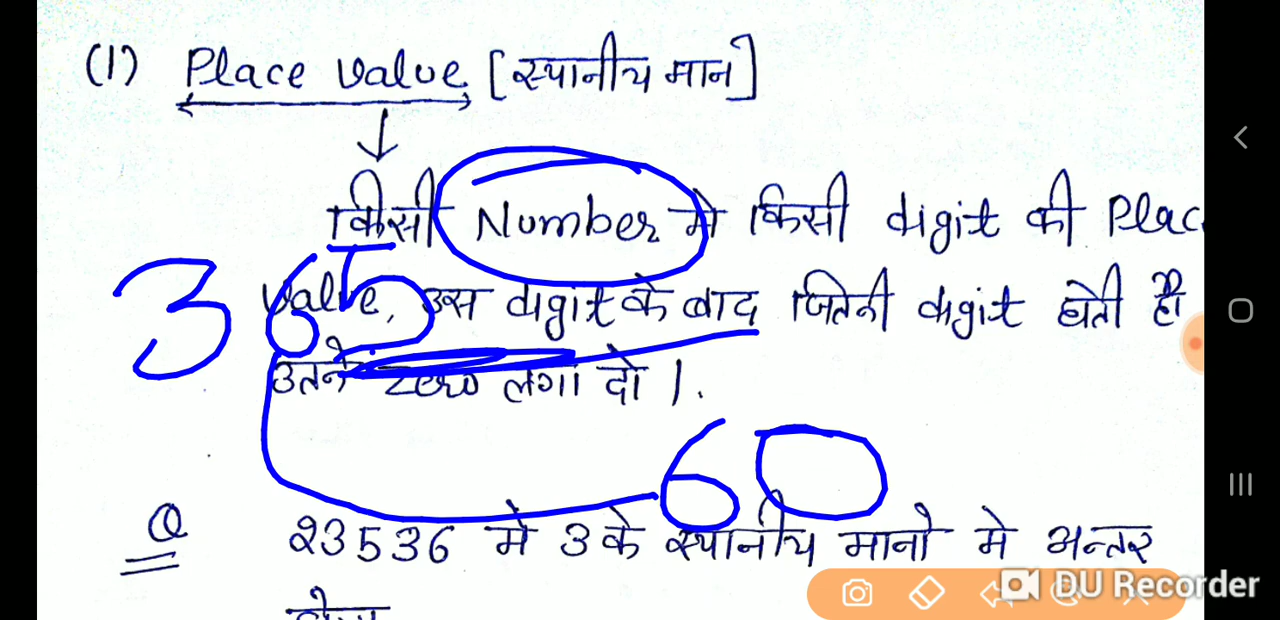 (1) Place value [स्थानीय मान]
किसी Number मे किसी digit की Plac
value, उस digit के बाद जितनी digit होती हो
365
उतने zero लगा दो।.
60
Q 23536 मे 3 के स्थानीय मानो मे अन्तर
DU Recorder